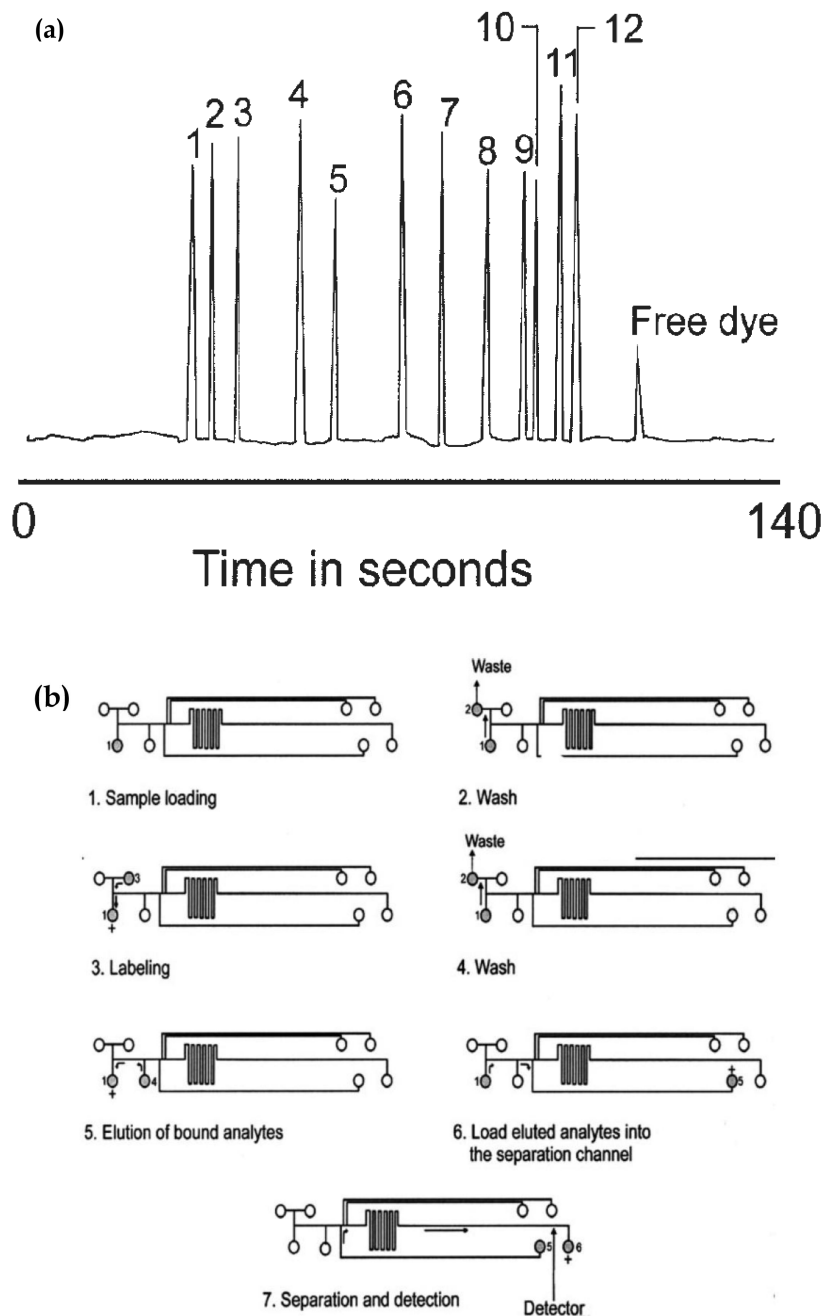 (a)
10
12
11
4
6
2
3
7
1
8
9
5
Free dye
0
140
Time in seconds
(b)
Waste
2
1
1
1. Sample loading
2. Wash
Waste
3
2
1
1
+
3. Labeling
4. Wash
+
1
4
1
5
+
5. Elution of bound analytes
6. Load eluted analytes into
the separation channel
5
6
+
7. Separation and detection
Detector